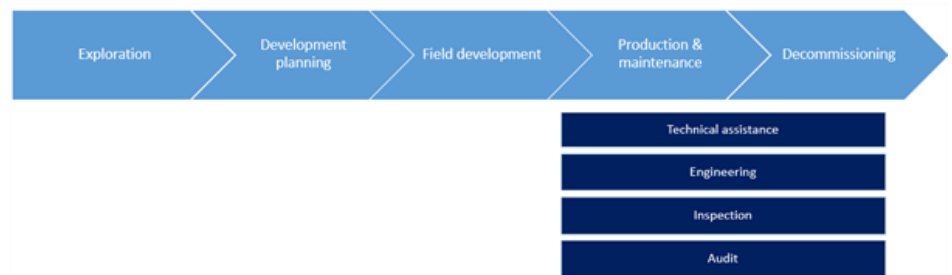 Exploration
Development
planning
Field development
Production &
maintenance
Decommissioning
Technical assistance
Engineering
Inspection
Audit